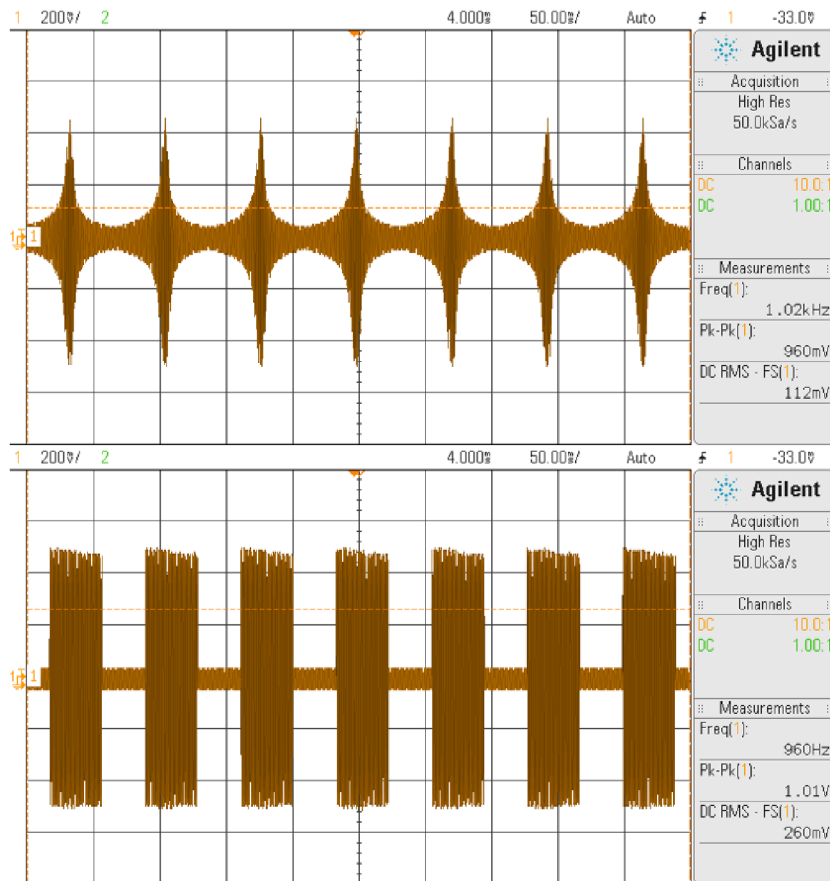 1 200▽/ 2 4.000s 50.00s/ Auto 1 -33.0▽
Agilent
Acquisition
High Res
50.0kSa/s
Channels
DC 10.0:1
DC 1.00:1
Measurements
Freq(1):
1.02kHz
Pk-Pk(1):
960mV
DC RMS - FS(1):
112mV
1
1 200▽/ 2 4.000s 50.00s/ Auto 1 -33.0▽
Agilent
Acquisition
High Res
50.0kSa/s
Channels
DC 10.0:1
DC 1.00:1
Measurements
Freq(1):
960Hz
Pk-Pk(1):
1.01V
DC RMS - FS(1):
260mV
1